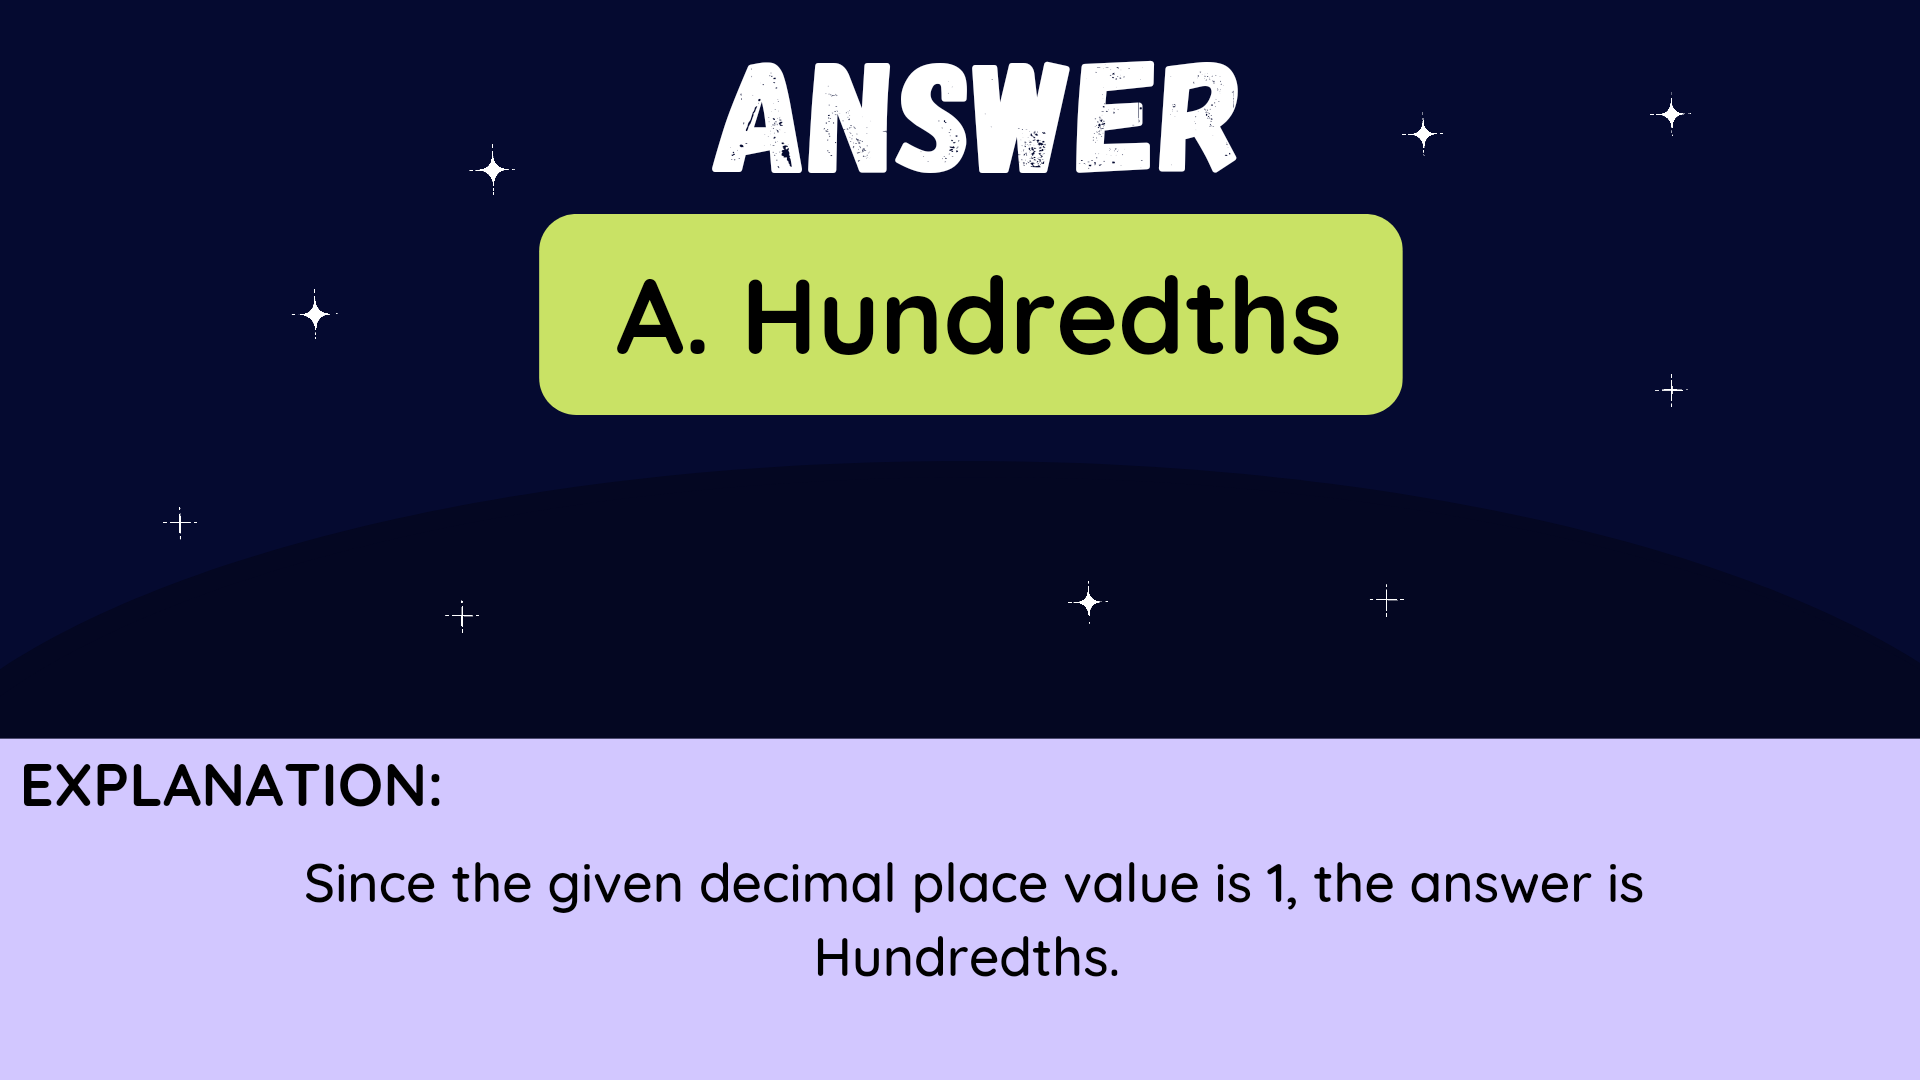 ANSWER
A. Hundredths
EXPLANATION:
Since the given decimal place value is 1, the answer is
Hundredths.